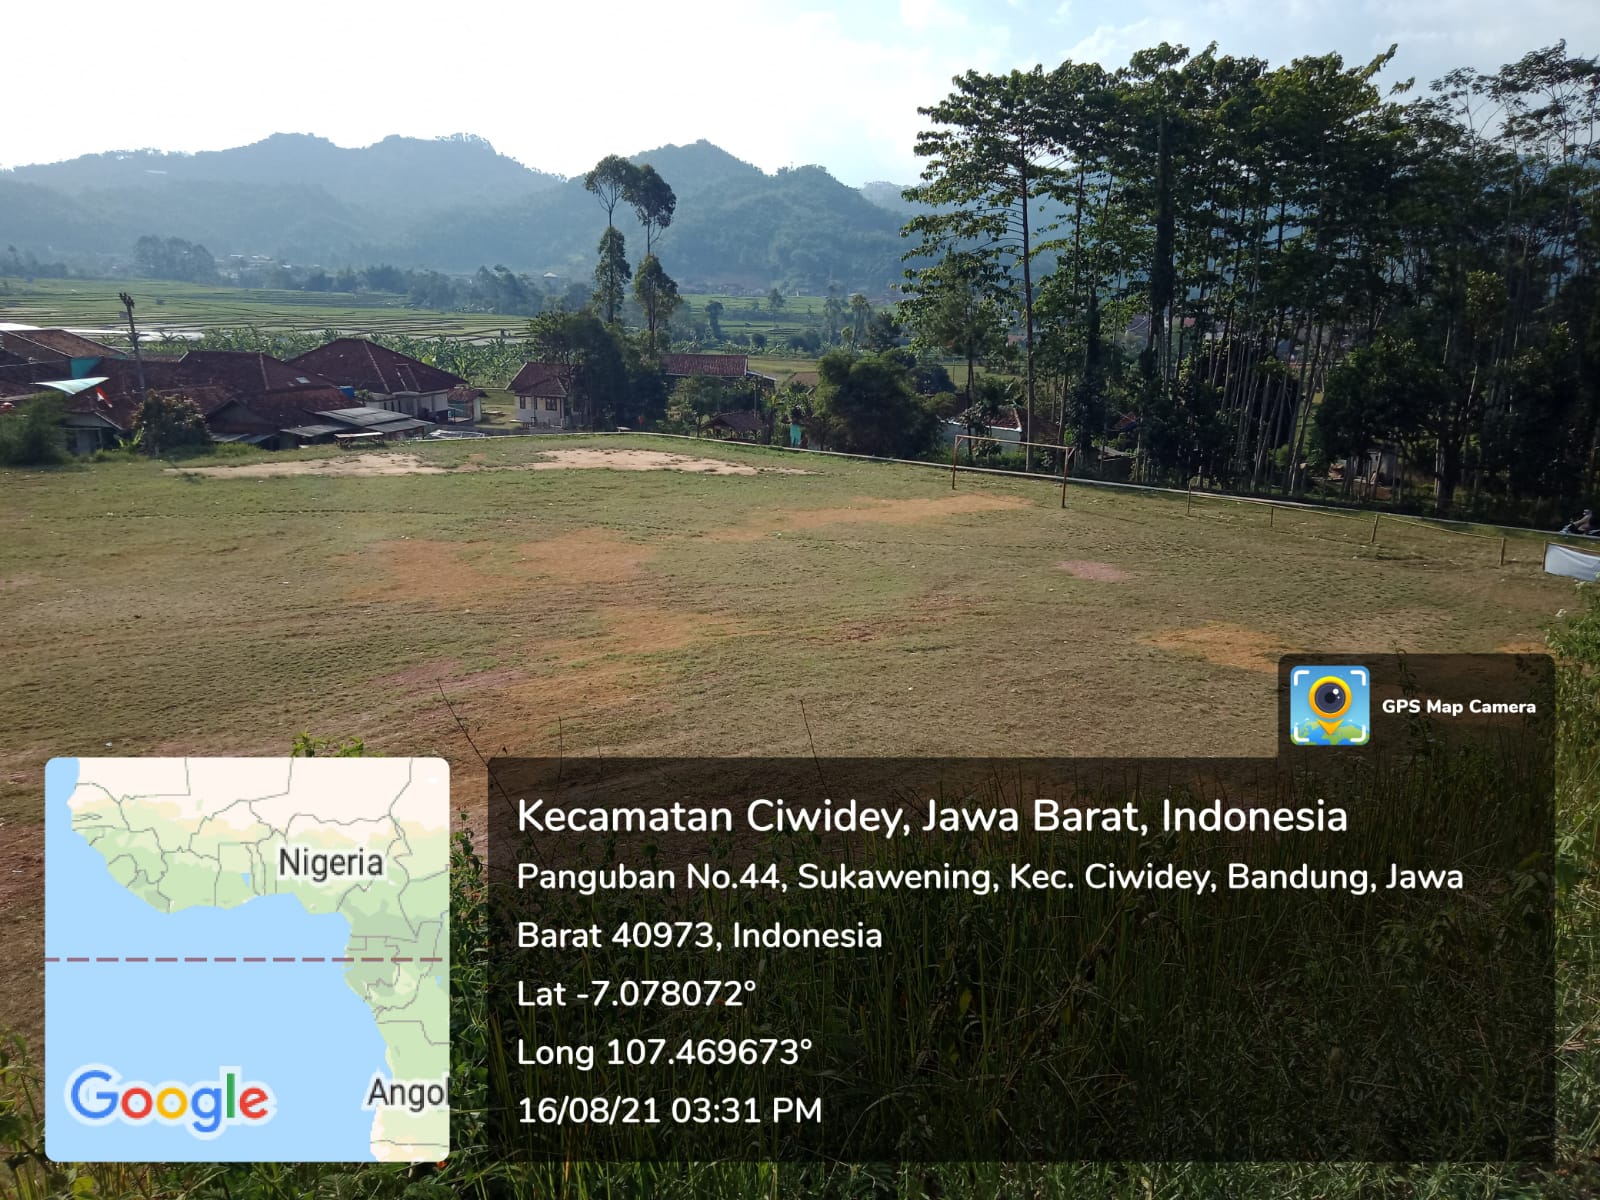 GPS Map Camera
Kecamatan Ciwidey, Jawa Barat, Indonesia
Panguban No.44, Sukawening, Kec. Ciwidey, Bandung, Jawa
Barat 40973, Indonesia
Lat -7.078072°
Long 107.469673°
16/08/21 03:31 PM
Nigeria
Angol
Google